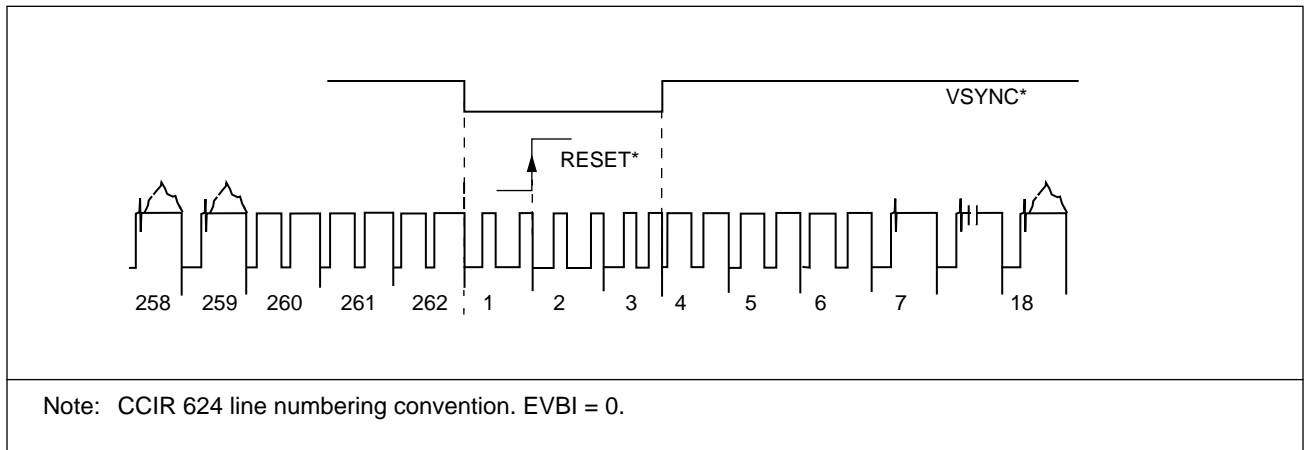 VSYNC*
RESET*
258 259 260 261 262 1 2 3 4 5 6 7 18
Note: CCIR 624 line numbering convention. EVBI = 0.